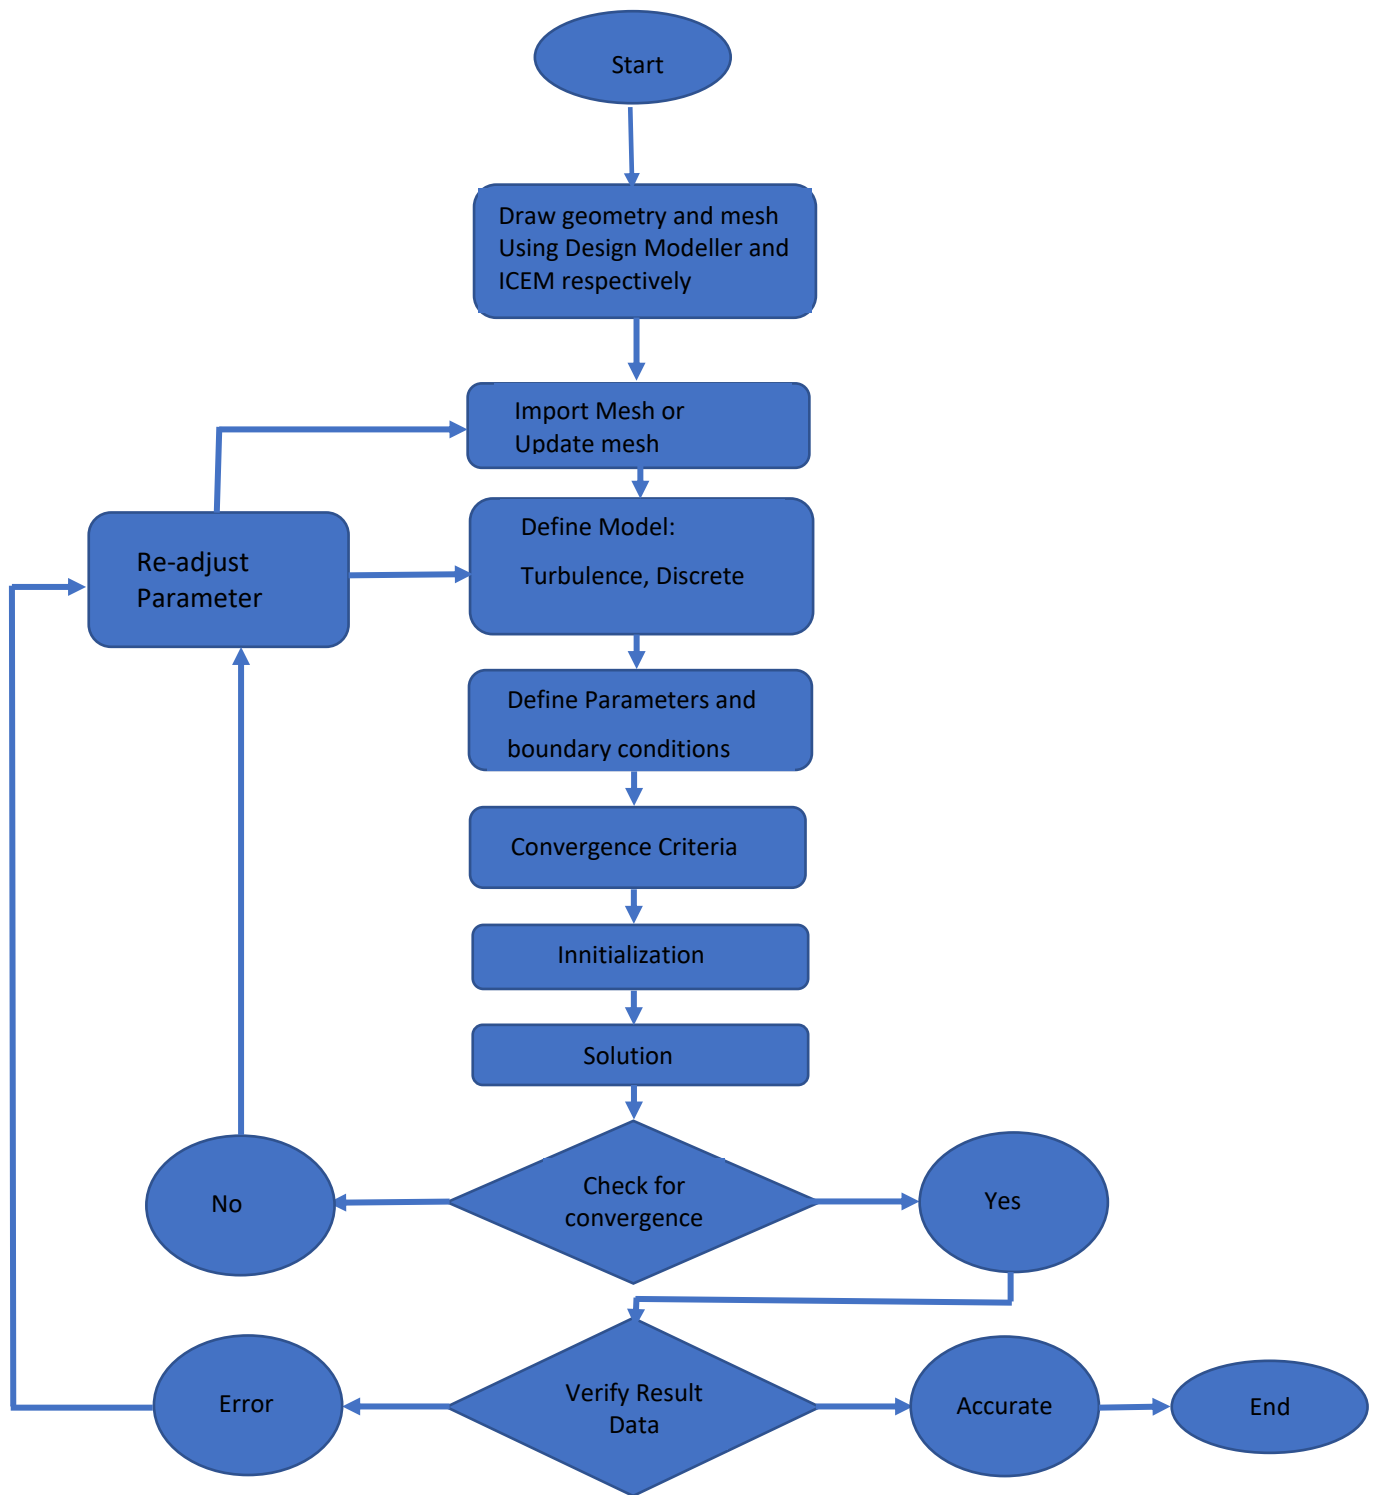 Start
Draw geometry and mesh
Using Design Modeller and
ICEM respectively
Import Mesh or
Update mesh
Define Model:
Turbulence, Discrete
Re-adjust
Parameter
Define Parameters and
boundary conditions
Convergence Criteria
Innitialization
Solution
Check for
convergence
No
Yes
Verify Result
Data
Error
Accurate
End